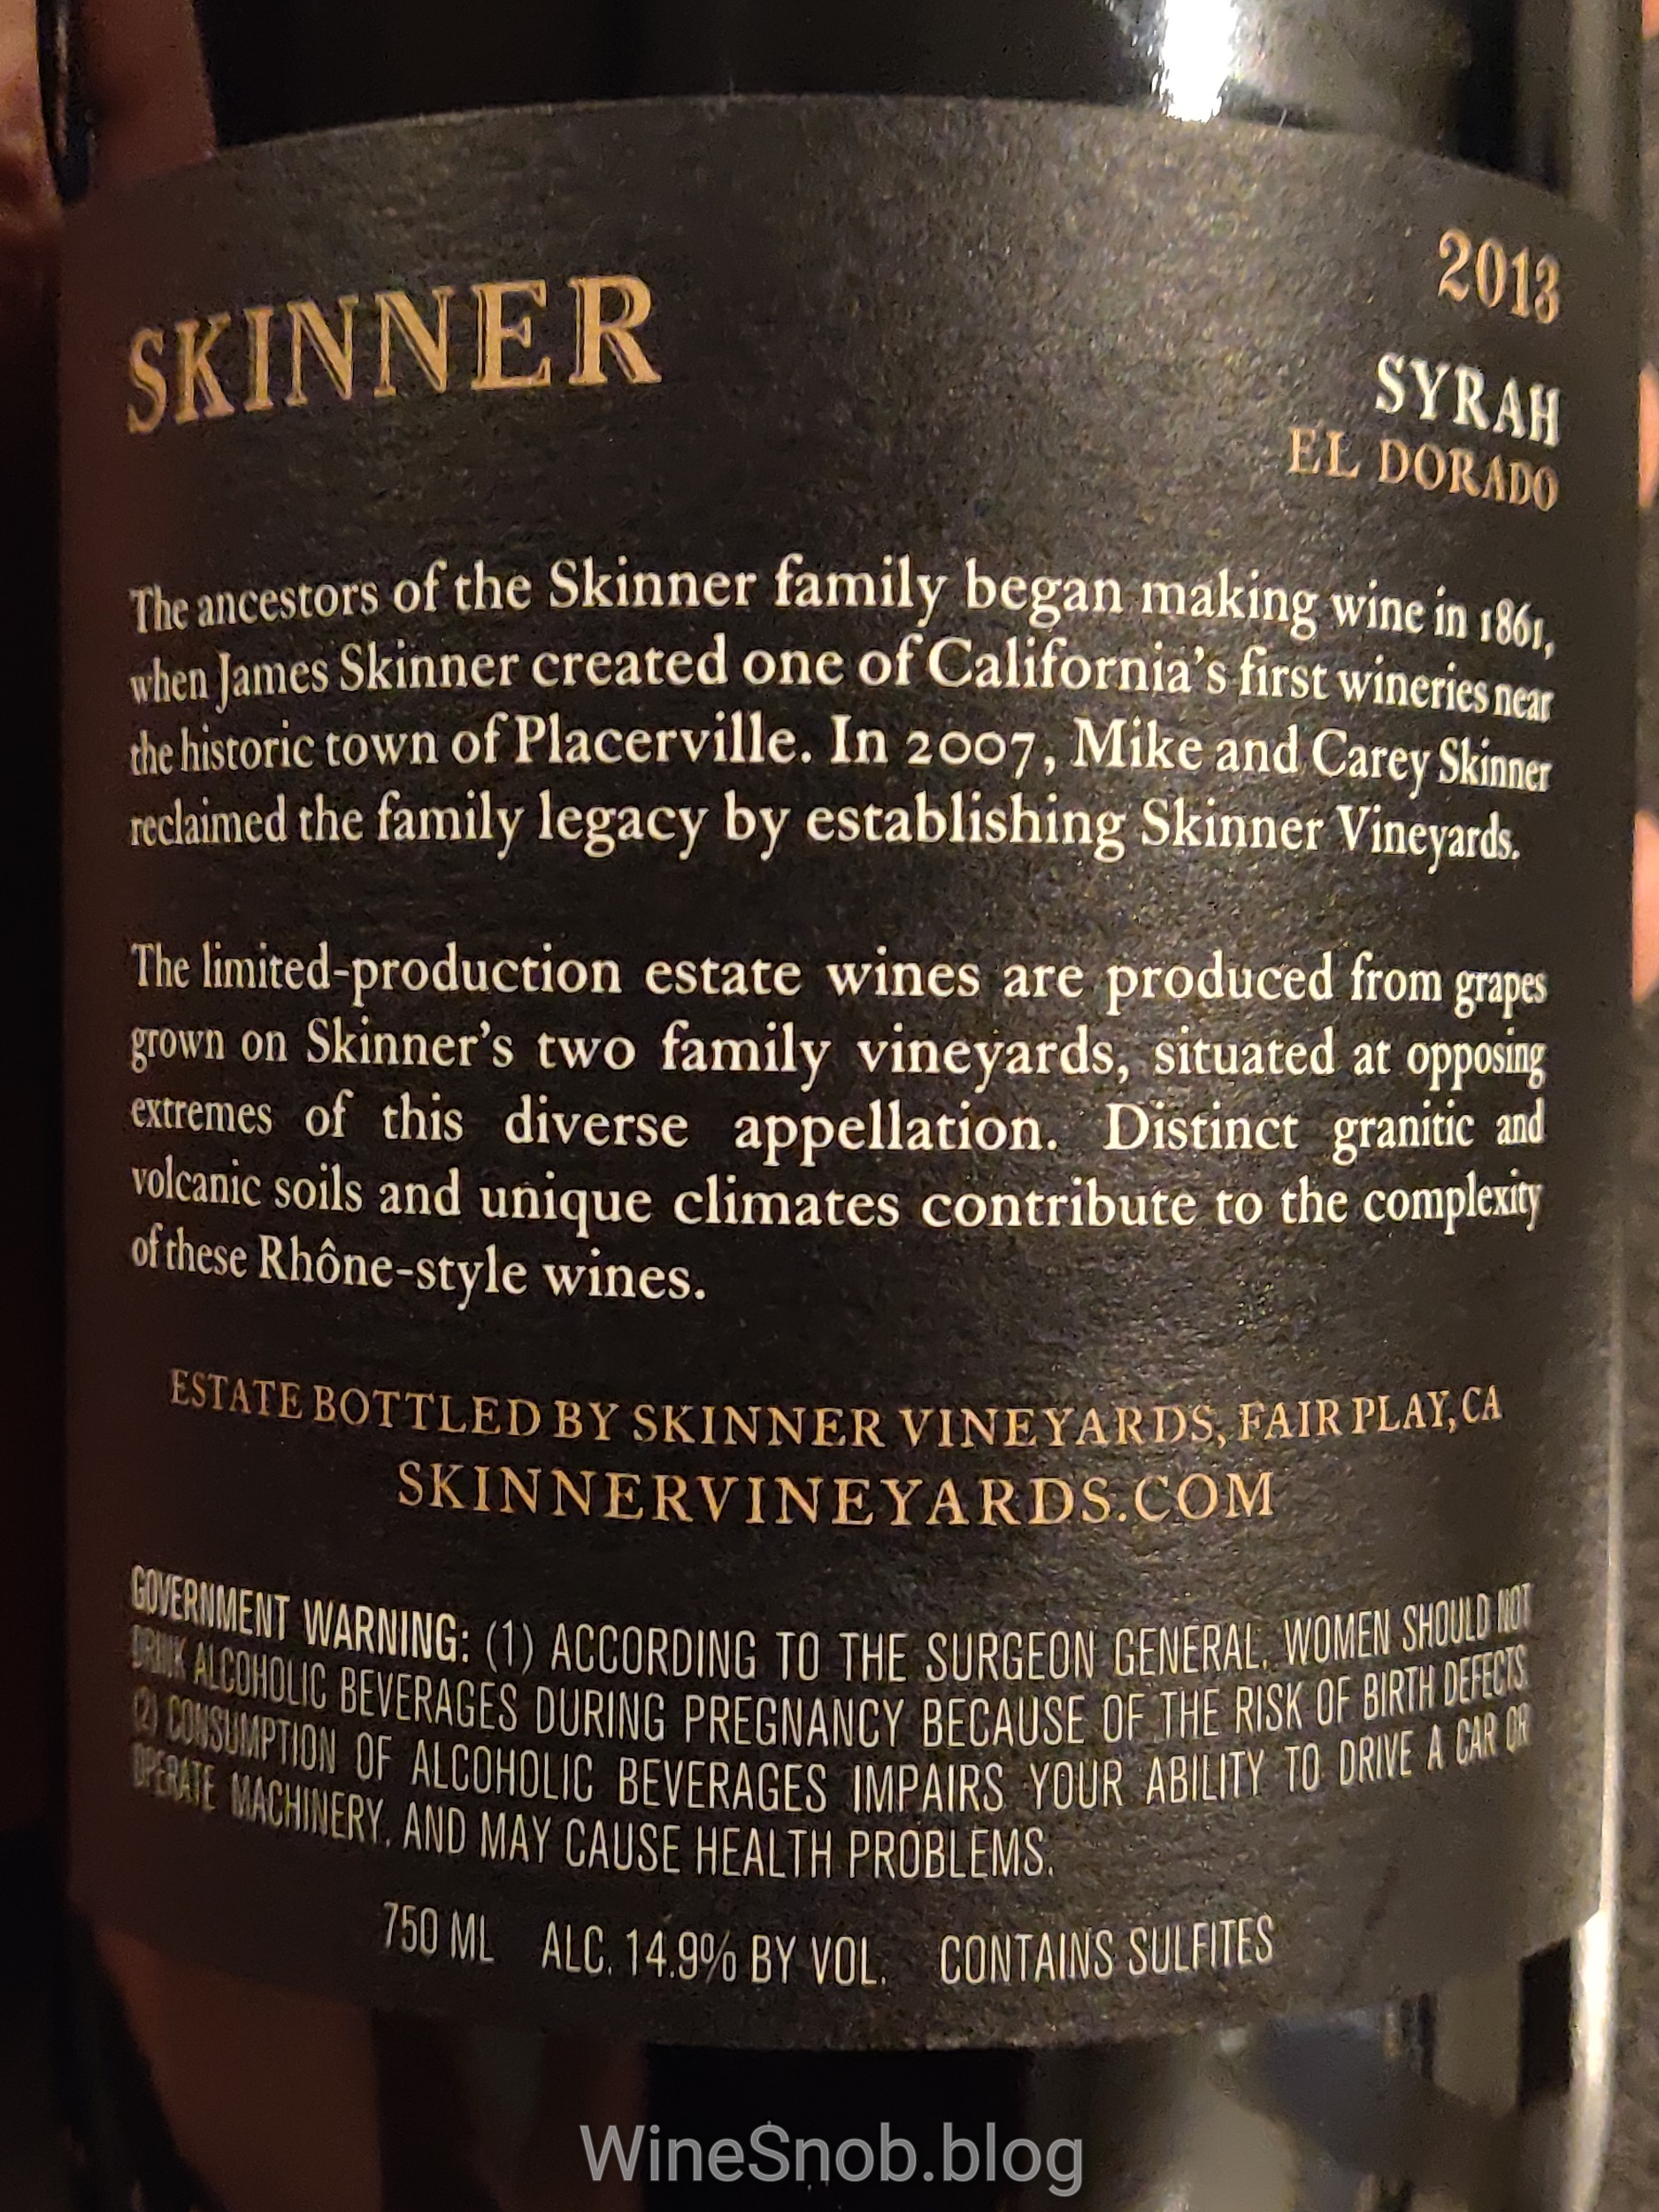 2013
SKINNER
SYRAH
EL DORADO
The ancestors of the Skinner family began making wine in 1861,
when James Skinner created one of California's first wineries near
the historic town of Placerville. In 2007, Mike and Carey Skinner
reclaimed the family legacy by establishing Skinner Vineyards.
The limited-production estate wines are produced from grapes
grown on Skinner's two family vineyards, situated at opposing
extremes of this diverse appellation. Distinct granitic and
volcanic soils and unique climates contribute to the complexity
of these Rhône-style wines.
ESTATE BOTTLED BY SKINNER VINEYARDS, FAIR PLAY, CA
SKINNERVINEYARDS.COM
GOVERNMENT WARNING: (1) ACCORDING TO THE SURGEON GENERAL, WOMEN SHOULD NOT
DRINK ALCOHOLIC BEVERAGES DURING PREGNANCY BECAUSE OF THE RISK OF BIRTH DEFECTS.
(2) CONSUMPTION OF ALCOHOLIC BEVERAGES IMPAIRS YOUR ABILITY TO DRIVE A CAR OR
OPERATE MACHINERY, AND MAY CAUSE HEALTH PROBLEMS.
750 ML ALC. 14.9% BY VOL. CONTAINS SULFITES
WineSnob.blog